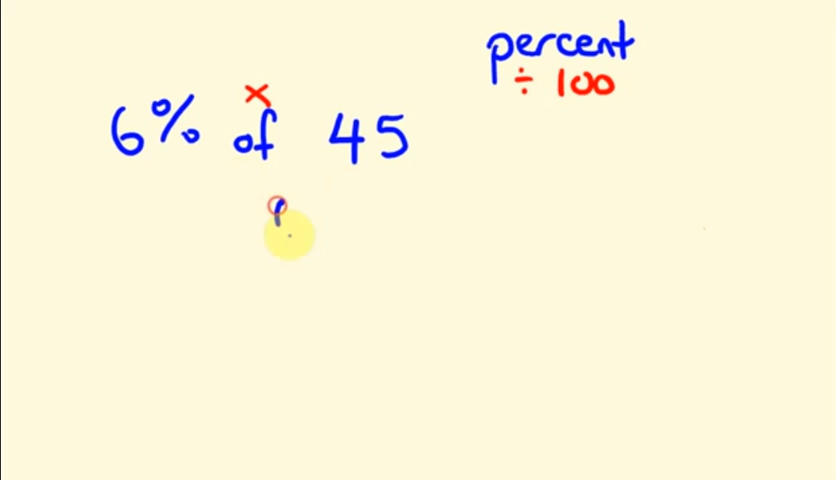 percent
÷ 100
×
6% of 45